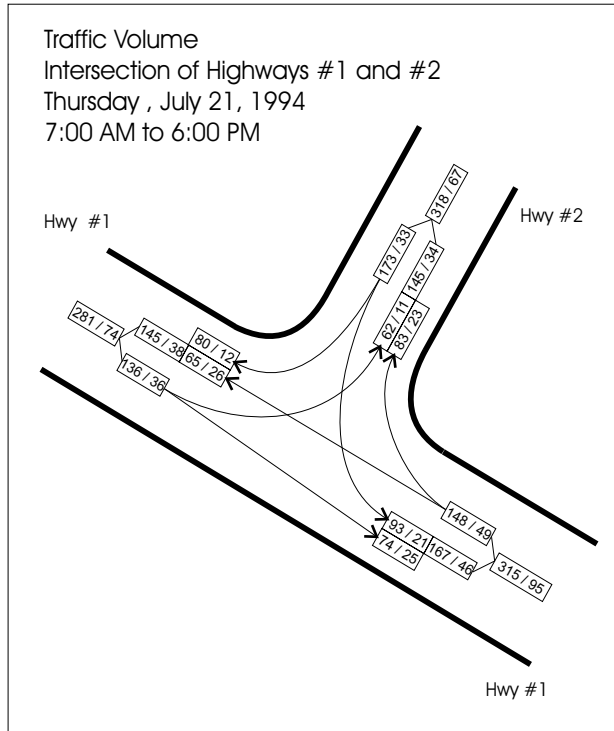 Traffic Volume
Intersection of Highways #1 and #2
Thursday , July 21, 1994
7:00 AM to 6:00 PM
318 / 67
Hwy #1
Hwy #2
173 / 33
145 / 34
62 / 11
83 / 23
281 / 74
145 / 38
80 / 12
65 / 26
136 / 36
148 / 49
93 / 21
74 / 25
167 / 46
315 / 95
Hwy #1